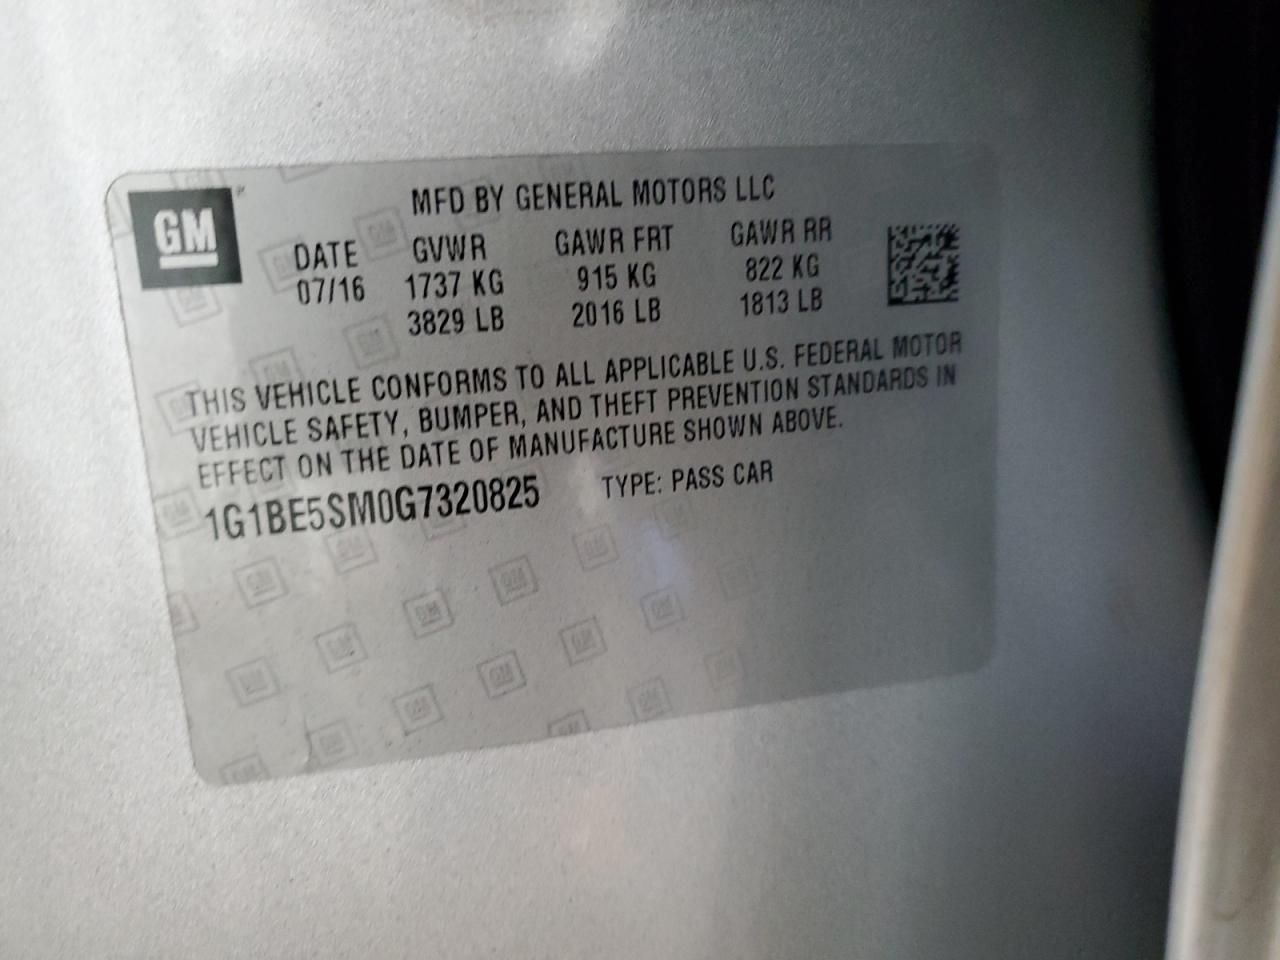 GM
MFD BY GENERAL MOTORS LLC
DATE GVWR GAWR FRT GAWR RR
07/16 1737 KG 915 KG 822 KG
3829 LB 2016 LB 1813 LB
THIS VEHICLE CONFORMS TO ALL APPLICABLE U.S. FEDERAL MOTOR
VEHICLE SAFETY, BUMPER, AND THEFT PREVENTION STANDARDS IN
EFFECT ON THE DATE OF MANUFACTURE SHOWN ABOVE.
1G1BE5SM0G7320825 TYPE: PASS CAR